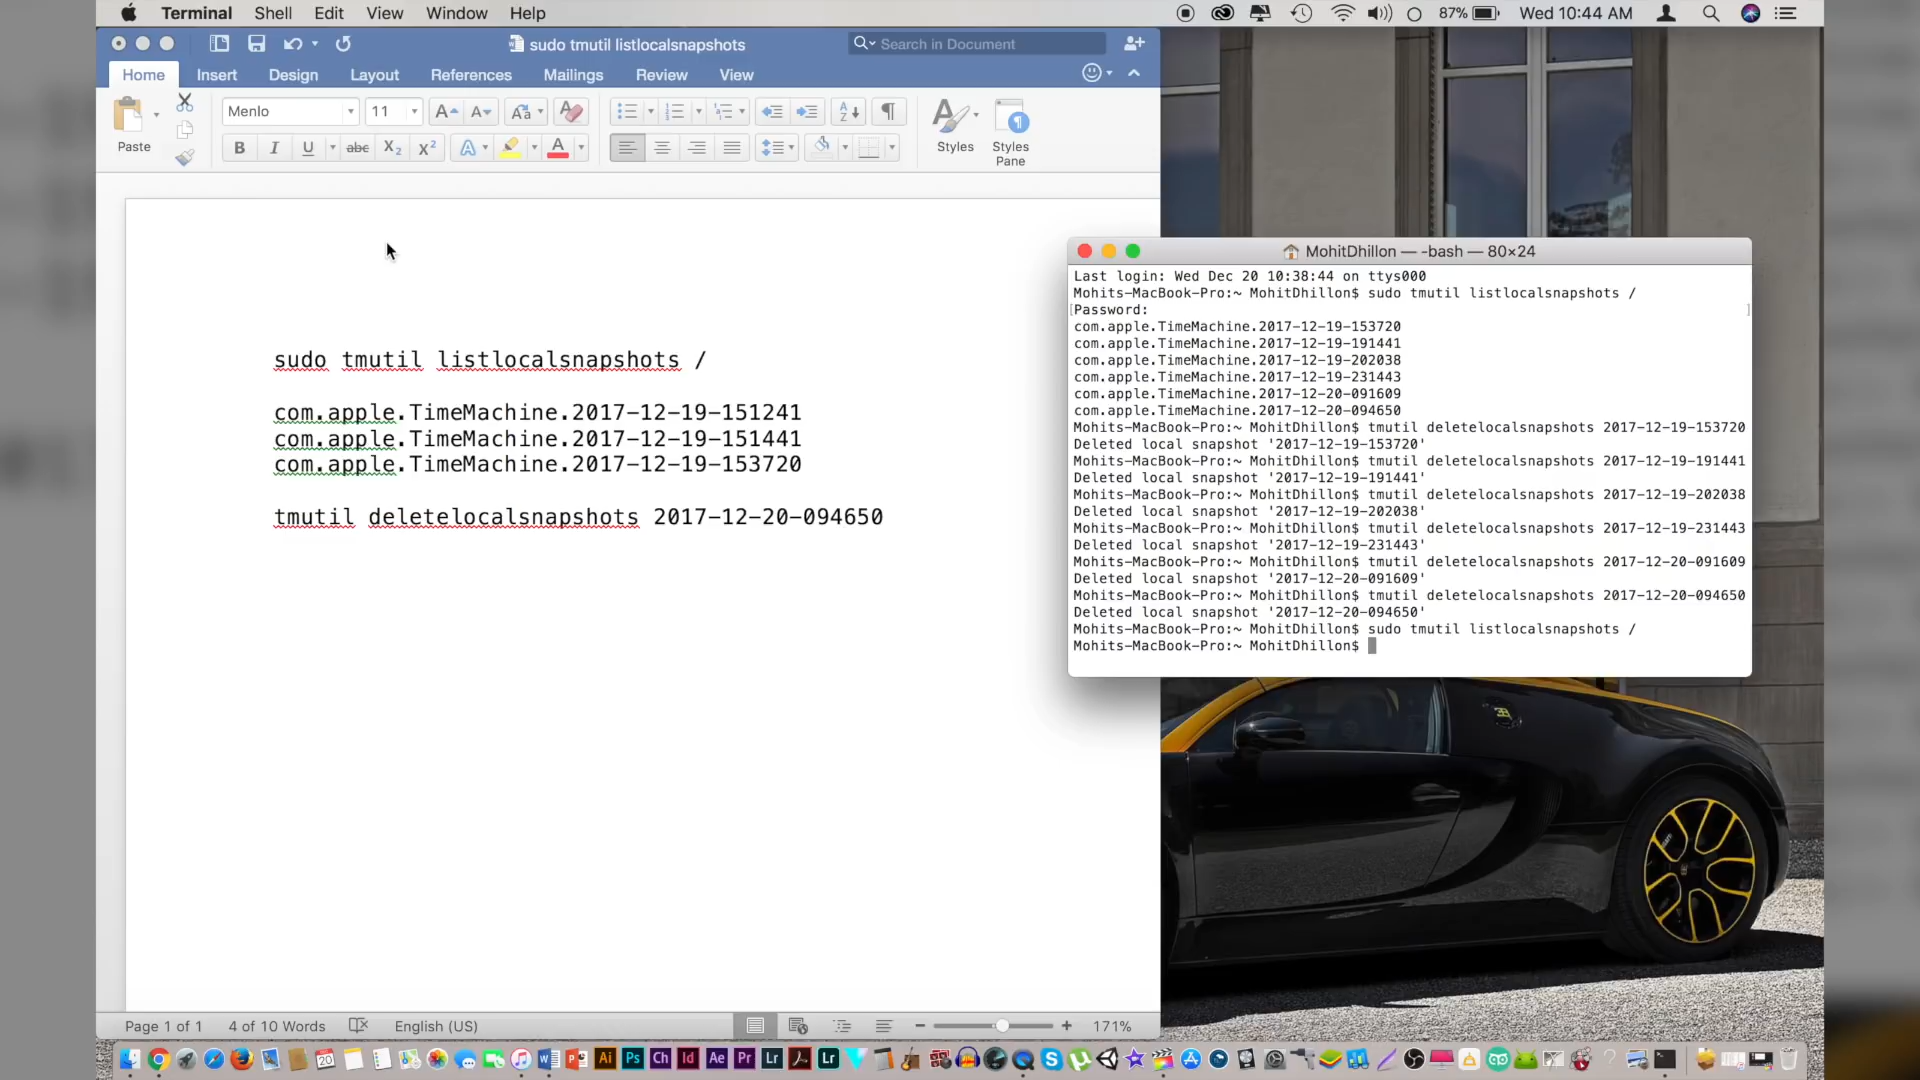 Terminal Shell Edit View Window Help 87% Wed 10:44 AM
sudo tmutil listlocalsnapshots
Search in Document
Home Insert Design Layout References Mailings Review View
Menlo 11
Paste Styles Styles Pane
sudo tmutil listlocalsnapshots /
com.apple.TimeMachine.2017-12-19-151241
com.apple.TimeMachine.2017-12-19-151441
com.apple.TimeMachine.2017-12-19-153720
tmutil deletelocalsnapshots 2017-12-20-094650
Page 1 of 1 4 of 10 Words English (US) 171%
MohitDhillon — -bash — 80×24
Last login: Wed Dec 20 10:38:44 on ttys000
Mohits-MacBook-Pro:~ MohitDhillon$ sudo tmutil listlocalsnapshots /
Password:
com.apple.TimeMachine.2017-12-19-153720
com.apple.TimeMachine.2017-12-19-191441
com.apple.TimeMachine.2017-12-19-202038
com.apple.TimeMachine.2017-12-19-231443
com.apple.TimeMachine.2017-12-20-091609
com.apple.TimeMachine.2017-12-20-094650
Mohits-MacBook-Pro:~ MohitDhillon$ tmutil deletelocalsnapshots 2017-12-19-153720
Deleted local snapshot '2017-12-19-153720'
Mohits-MacBook-Pro:~ MohitDhillon$ tmutil deletelocalsnapshots 2017-12-19-191441
Deleted local snapshot '2017-12-19-191441'
Mohits-MacBook-Pro:~ MohitDhillon$ tmutil deletelocalsnapshots 2017-12-19-202038
Deleted local snapshot '2017-12-19-202038'
Mohits-MacBook-Pro:~ MohitDhillon$ tmutil deletelocalsnapshots 2017-12-19-231443
Deleted local snapshot '2017-12-19-231443'
Mohits-MacBook-Pro:~ MohitDhillon$ tmutil deletelocalsnapshots 2017-12-20-091609
Deleted local snapshot '2017-12-20-091609'
Mohits-MacBook-Pro:~ MohitDhillon$ tmutil deletelocalsnapshots 2017-12-20-094650
Deleted local snapshot '2017-12-20-094650'
Mohits-MacBook-Pro:~ MohitDhillon$ sudo tmutil listlocalsnapshots /
Mohits-MacBook-Pro:~ MohitDhillon$
20 Ai Ps Ch Id Ae Pr Lr Lr